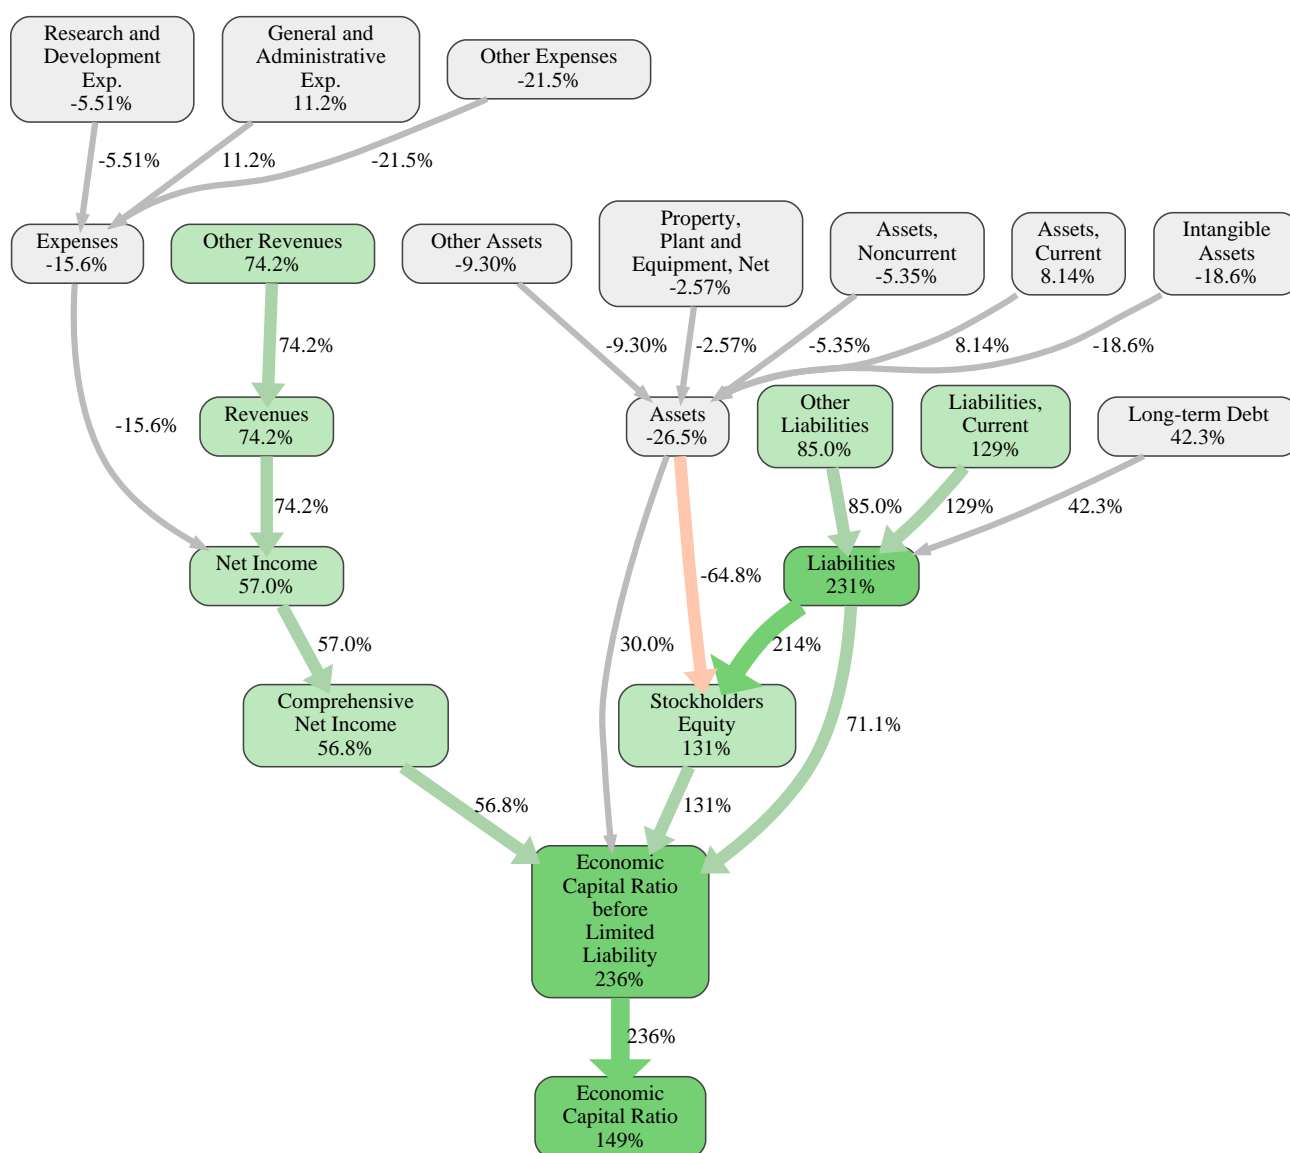 Research and
Development
Exp.
-5.51%
General and
Administrative
Exp.
11.2%
Other Expenses
-21.5%
-5.51%
11.2%
-21.5%
Expenses
-15.6%
Other Revenues
74.2%
Other Assets
-9.30%
Property,
Plant and
Equipment, Net
-2.57%
Assets,
Noncurrent
-5.35%
Assets,
Current
8.14%
Intangible
Assets
-18.6%
74.2%
-9.30%
-2.57%
-5.35%
8.14%
-18.6%
Revenues
74.2%
Assets
-26.5%
Other
Liabilities
85.0%
Liabilities,
Current
129%
Long-term Debt
42.3%
-15.6%
74.2%
85.0%
129%
42.3%
Net Income
57.0%
Liabilities
231%
-64.8%
57.0%
30.0%
214%
71.1%
Comprehensive
Net Income
56.8%
Stockholders
Equity
131%
56.8%
131%
Economic
Capital Ratio
before
Limited
Liability
236%
236%
Economic
Capital Ratio
149%